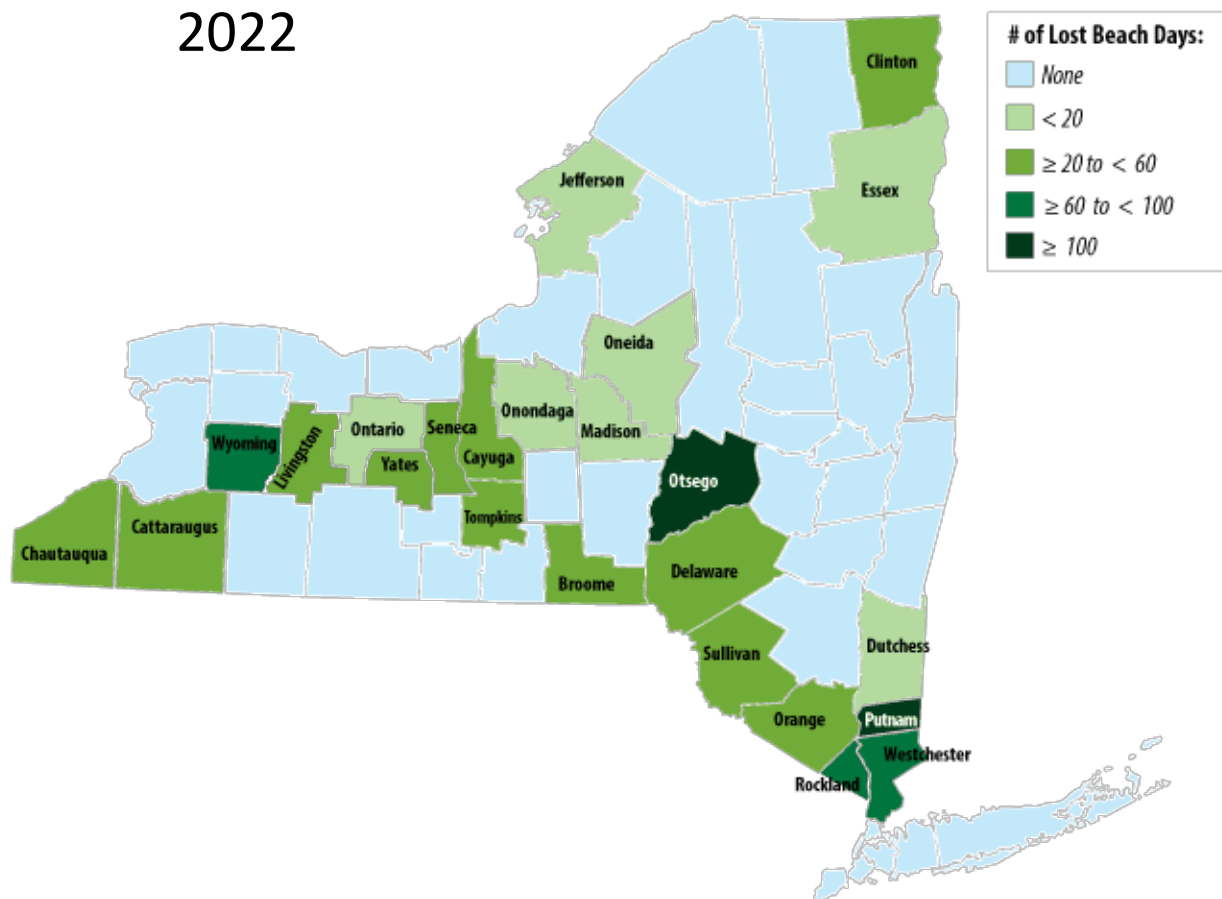 2022
# of Lost Beach Days:
None
< 20
≥ 20 to < 60
≥ 60 to < 100
≥ 100
Clinton
Essex
Jefferson
Oneida
Onondaga
Madison
Ontario
Seneca
Wyoming
Livingston
Yates
Cayuga
Otsego
Tompkins
Cattaraugus
Chautauqua
Broome
Delaware
Sullivan
Dutchess
Orange
Putnam
Westchester
Rockland